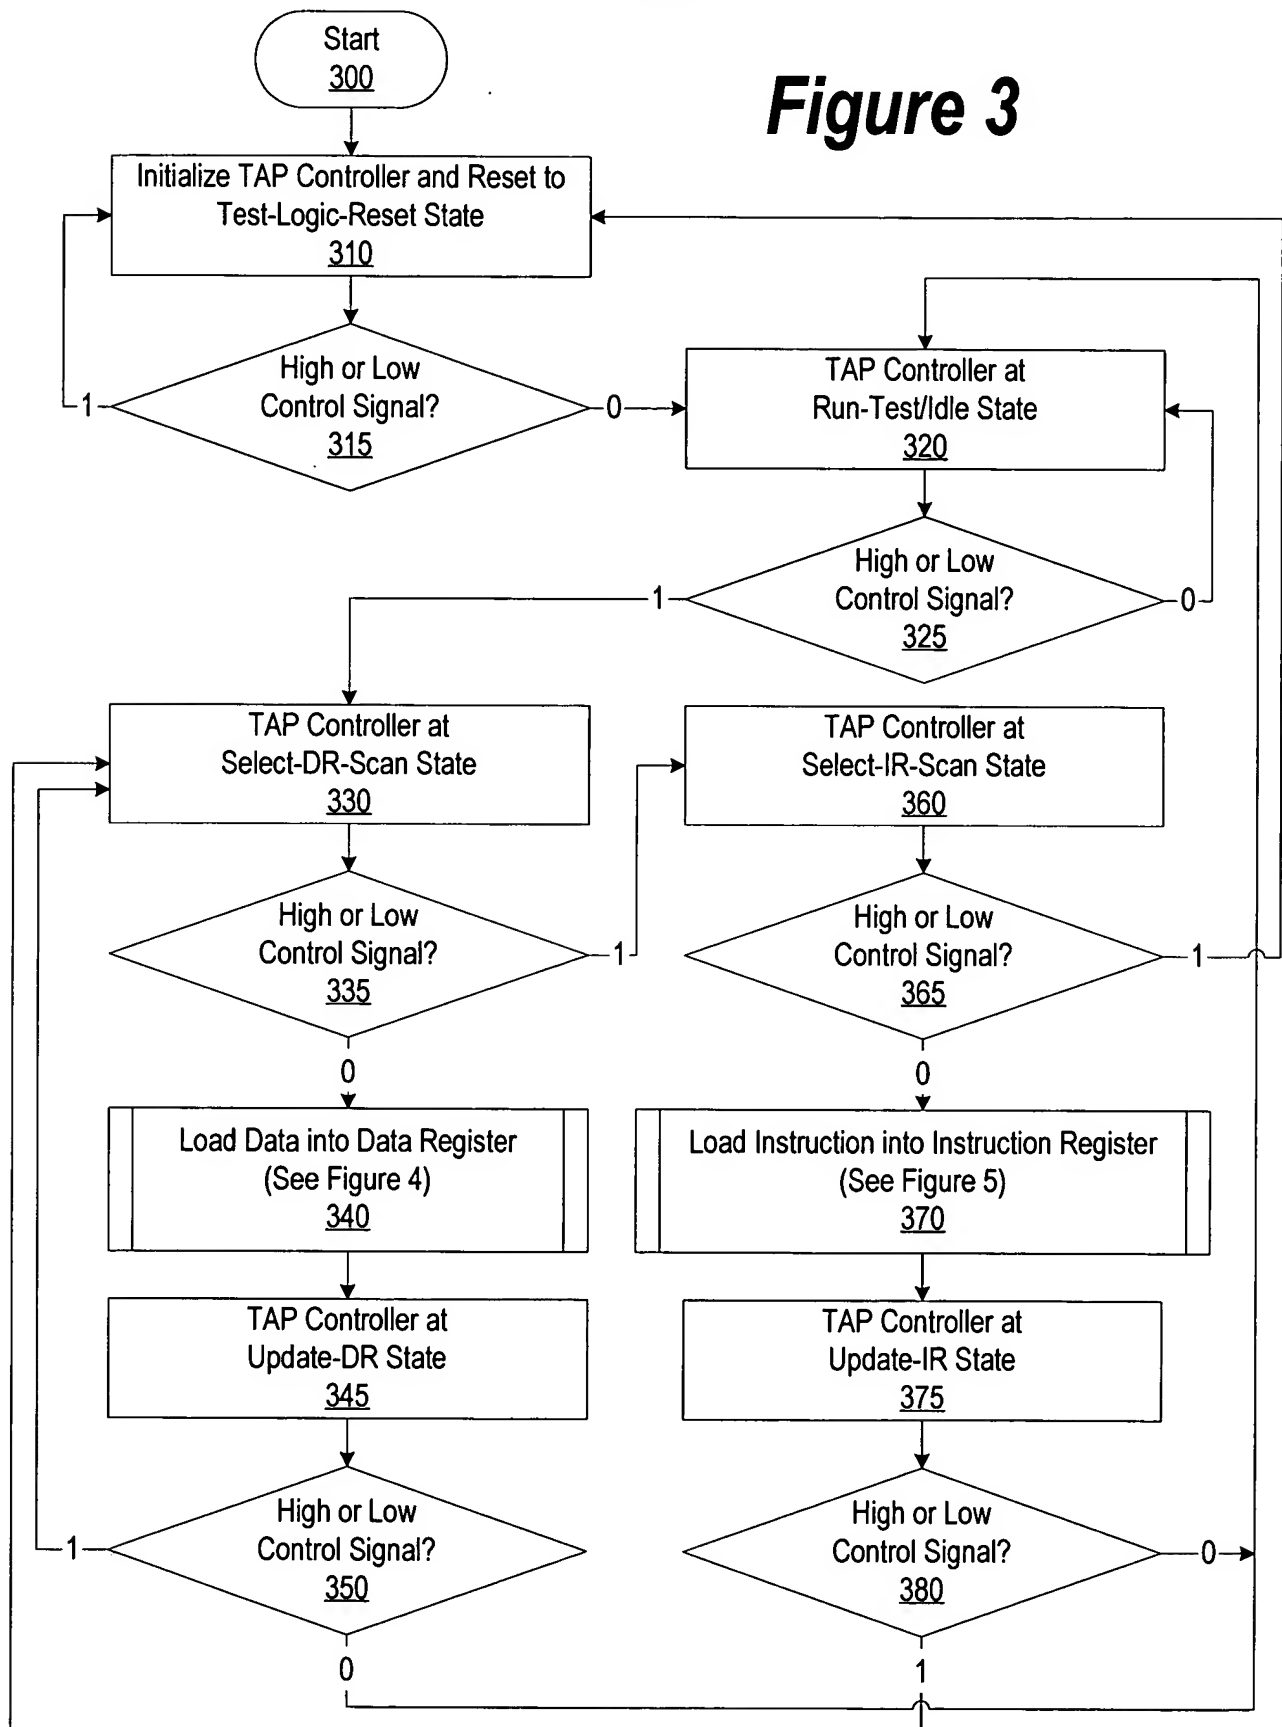 Start
300
Figure 3
Initialize TAP Controller and Reset to
Test-Logic-Reset State
310
High or Low
Control Signal?
315
1
0
TAP Controller at
Run-Test/Idle State
320
High or Low
Control Signal?
325
1
0
TAP Controller at
Select-DR-Scan State
330
TAP Controller at
Select-IR-Scan State
360
High or Low
Control Signal?
335
1
0
High or Low
Control Signal?
365
1
0
Load Data into Data Register
(See Figure 4)
340
Load Instruction into Instruction Register
(See Figure 5)
370
TAP Controller at
Update-DR State
345
TAP Controller at
Update-IR State
375
High or Low
Control Signal?
350
1
0
High or Low
Control Signal?
380
0
1